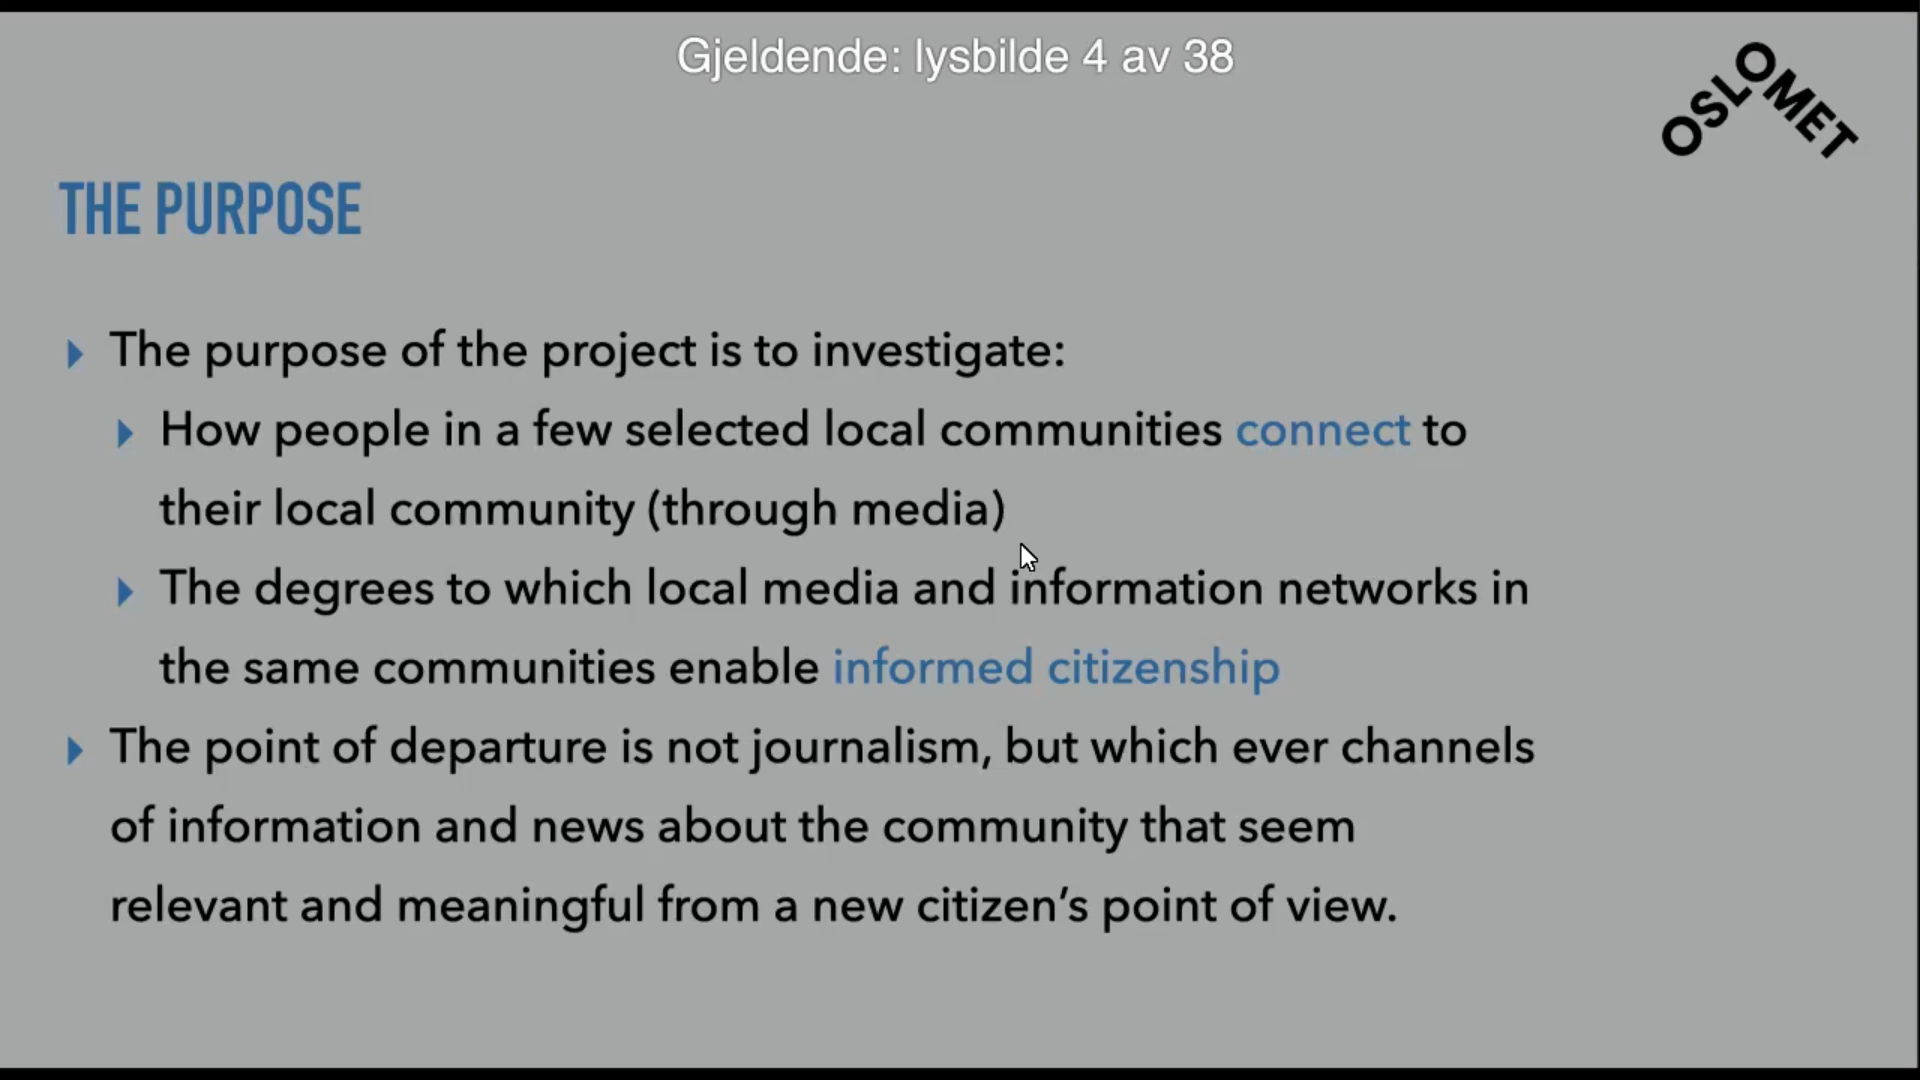 Gjeldende: lysbilde 4 av 38
OSLOMET
THE PURPOSE
The purpose of the project is to investigate:
How people in a few selected local communities connect to
their local community (through media)
The degrees to which local media and information networks in
the same communities enable informed citizenship
The point of departure is not journalism, but which ever channels
of information and news about the community that seem
relevant and meaningful from a new citizen’s point of view.